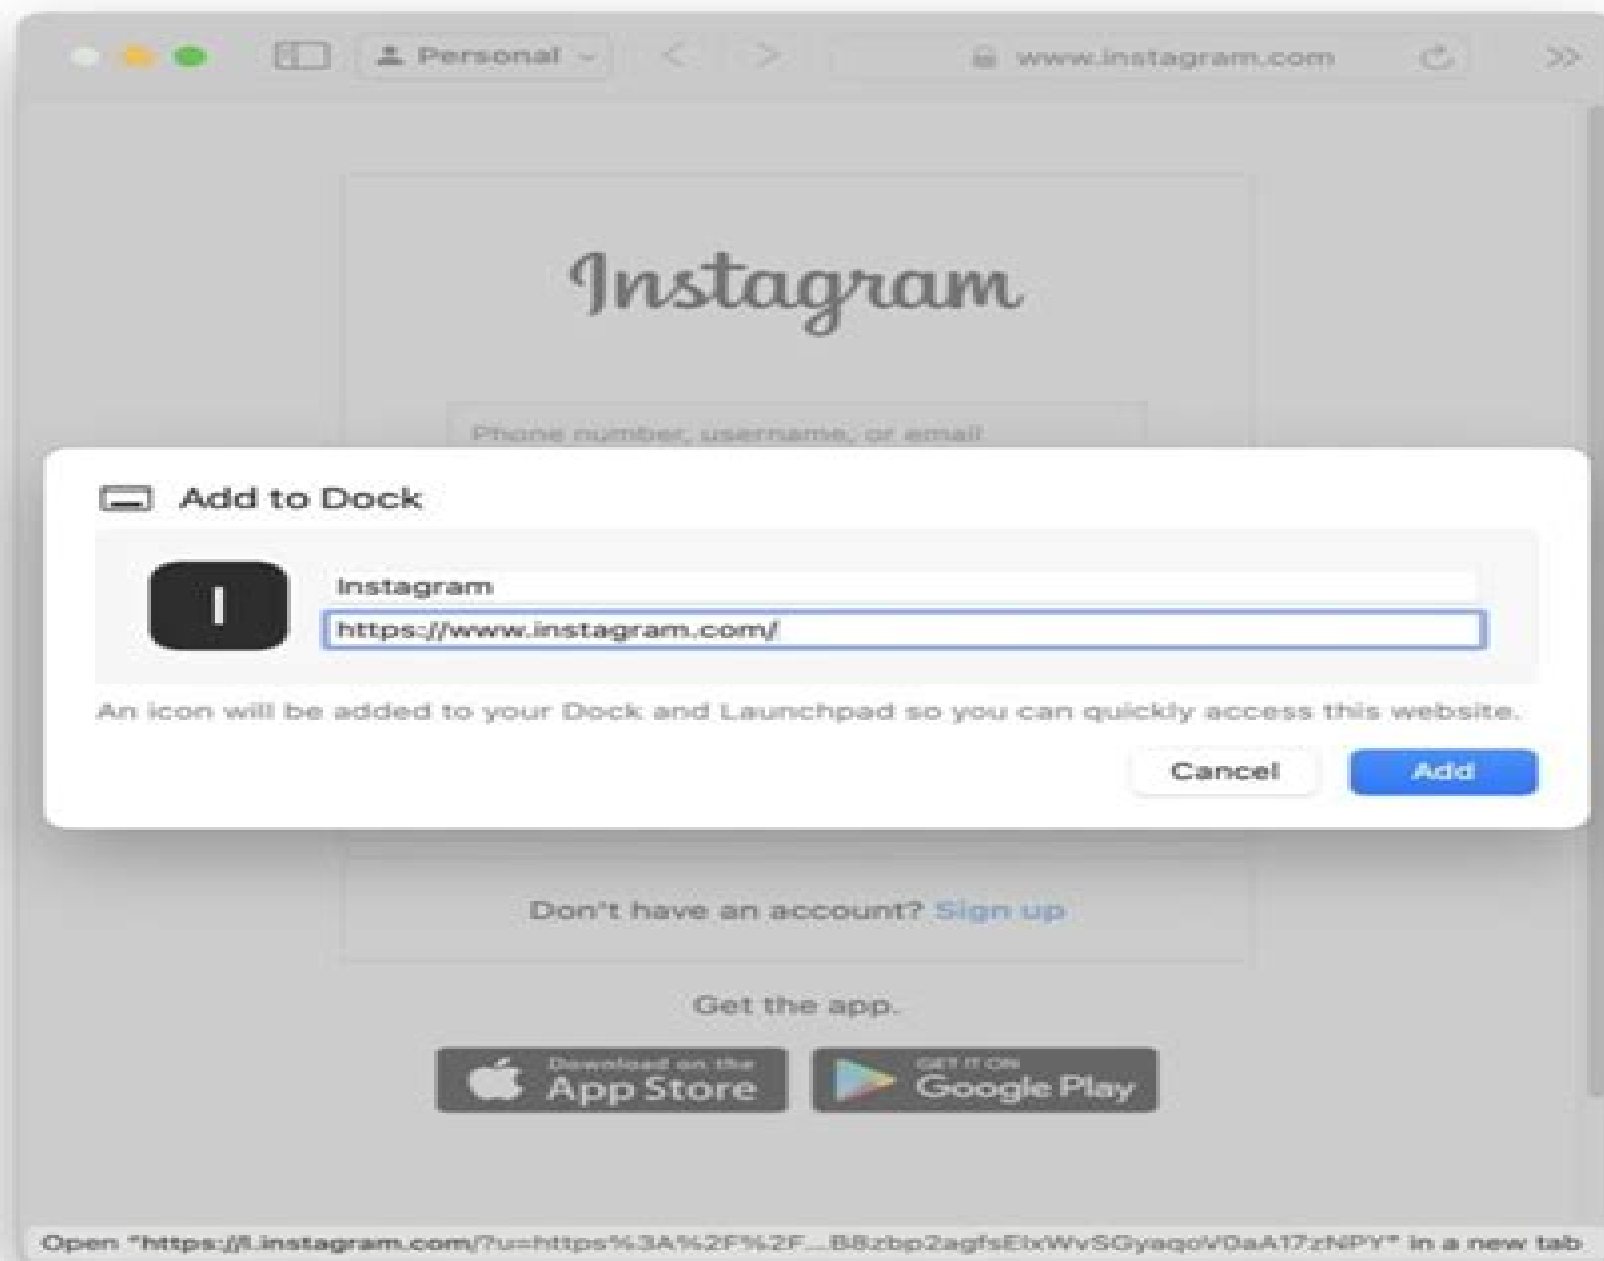 Personal
www.instagram.com
Instagram
Phone number, username, or email
Add to Dock
I
Instagram
https://www.instagram.com/
An icon will be added to your Dock and Launchpad so you can quickly access this website.
Cancel
Add
Don't have an account? Sign up
Get the app.
Download on the
App Store
GET IT ON
Google Play
Open "https://l.instagram.com/?u=https%3A%2F%2F... in a new tab